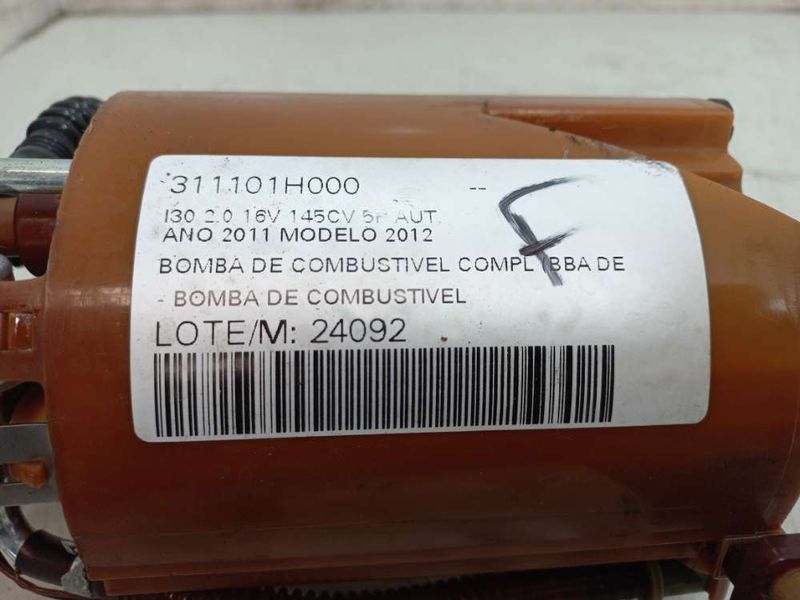 311101H000 --
I30 2.0 16V 145CV 5P AUT.
ANO 2011 MODELO 2012
BOMBA DE COMBUSTIVEL COMPL (BBA DE
- BOMBA DE COMBUSTIVEL
LOTE/M: 24092
F